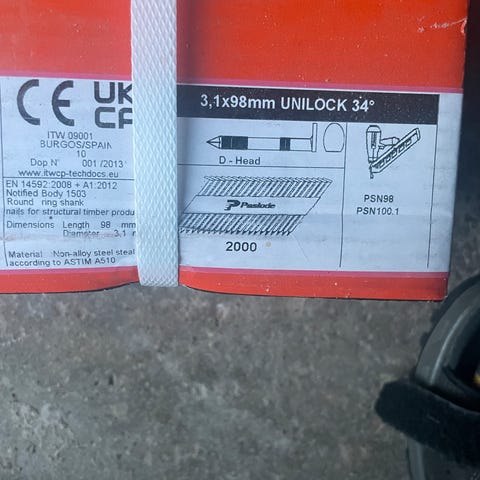 CE UK CA
3,1x98mm UNILOCK 34°
ITW 09001
BURGOS/SPAIN
10
Dop N° 001/2013
www.itwcp-techdocs.eu
EN 14592:2008 + A1:2012
Notified Body 1503
Round ring shank
nails for structural timber produ
Dimensions Length 98 mm
Diameter 3,1
Material Non-alloy steel
according to ASTIM A510
D - Head
Paslode
2000
PSN98
PSN100.1